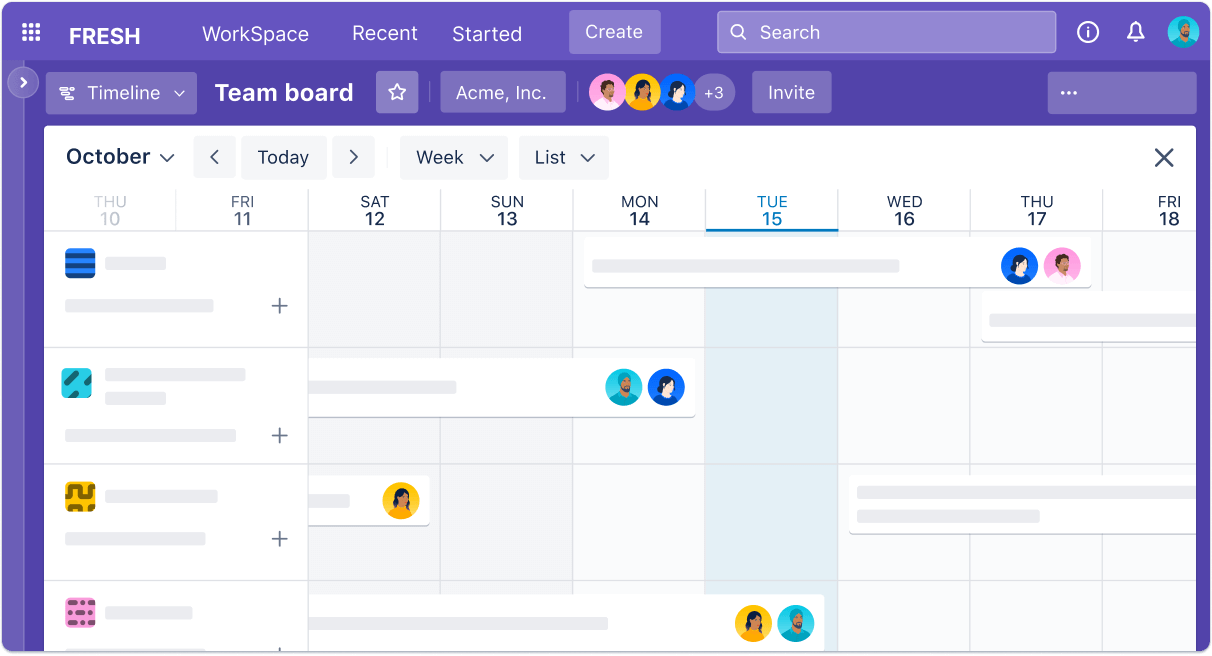 FRESH WorkSpace Recent Started Create Search
Timeline Team board Acme, Inc. +3 Invite
October Today Week List
THU FRI SAT SUN MON TUE WED THU FRI
10 11 12 13 14 15 16 17 18